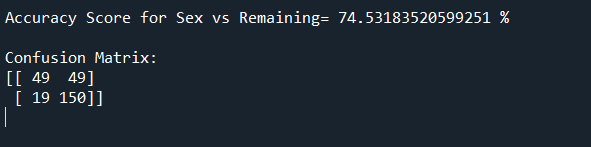 Accuracy Score for Sex vs Remaining= 74.53183520599251 %
Confusion Matrix:
[[ 49  49]
 [ 19 150]]